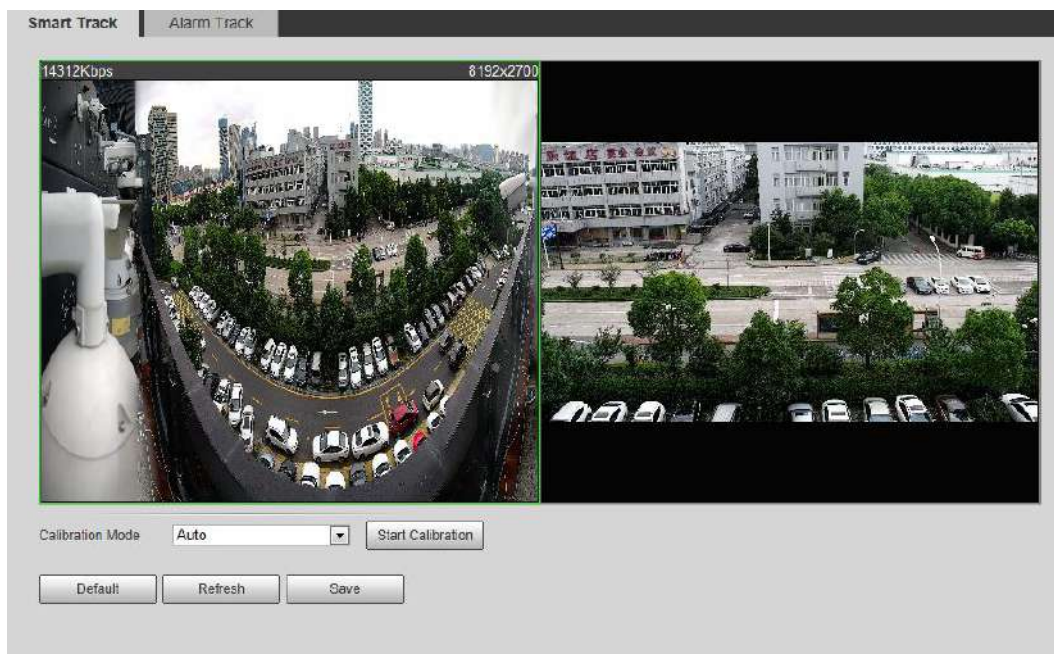 Smart Track
Alarm Track
14312Kbps
8192x2700
Calibration Mode
Auto
Start Calibration
Default
Refresh
Save